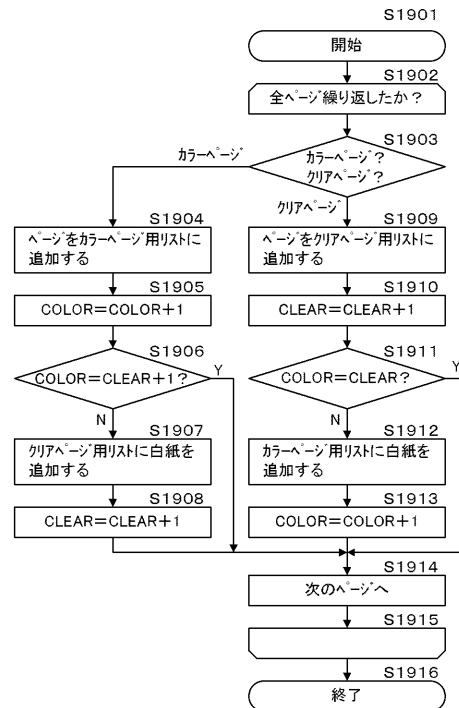 S1901
開始
S1902
全ﾍﾟｰｼﾞ繰り返したか？
S1903
ｶﾗｰﾍﾟｰｼﾞ？
ｸﾘｱﾍﾟｰｼﾞ？
ｶﾗｰﾍﾟｰｼﾞ
ｸﾘｱﾍﾟｰｼﾞ
S1904
ﾍﾟｰｼﾞをｶﾗｰﾍﾟｰｼﾞ用ﾘｽﾄに
追加する
S1905
COLOR=COLOR+1
S1906
COLOR=CLEAR+1?
Y
N
S1907
ｸﾘｱﾍﾟｰｼﾞ用ﾘｽﾄに白紙を
追加する
S1908
CLEAR=CLEAR+1
S1909
ﾍﾟｰｼﾞをｸﾘｱﾍﾟｰｼﾞ用ﾘｽﾄに
追加する
S1910
CLEAR=CLEAR+1
S1911
COLOR=CLEAR?
Y
N
S1912
ｶﾗｰﾍﾟｰｼﾞ用ﾘｽﾄに白紙を
追加する
S1913
COLOR=COLOR+1
S1914
次のﾍﾟｰｼﾞへ
S1915
S1916
終了